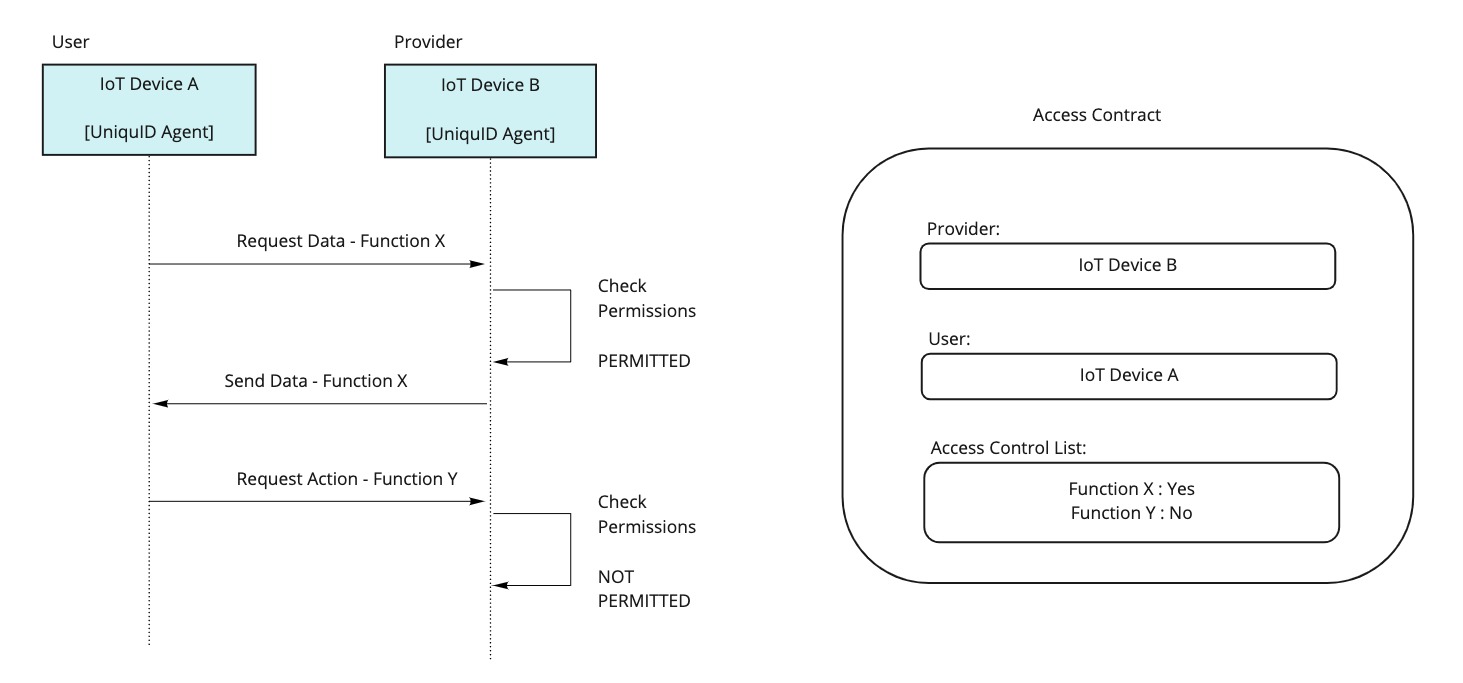 User
Provider
IoT Device A
[UniquID Agent]
IoT Device B
[UniquID Agent]
Request Data - Function X
Check
Permissions
PERMITTED
Send Data - Function X
Request Action - Function Y
Check
Permissions
NOT
PERMITTED
Access Contract
Provider:
IoT Device B
User:
IoT Device A
Access Control List:
Function X : Yes
Function Y : No